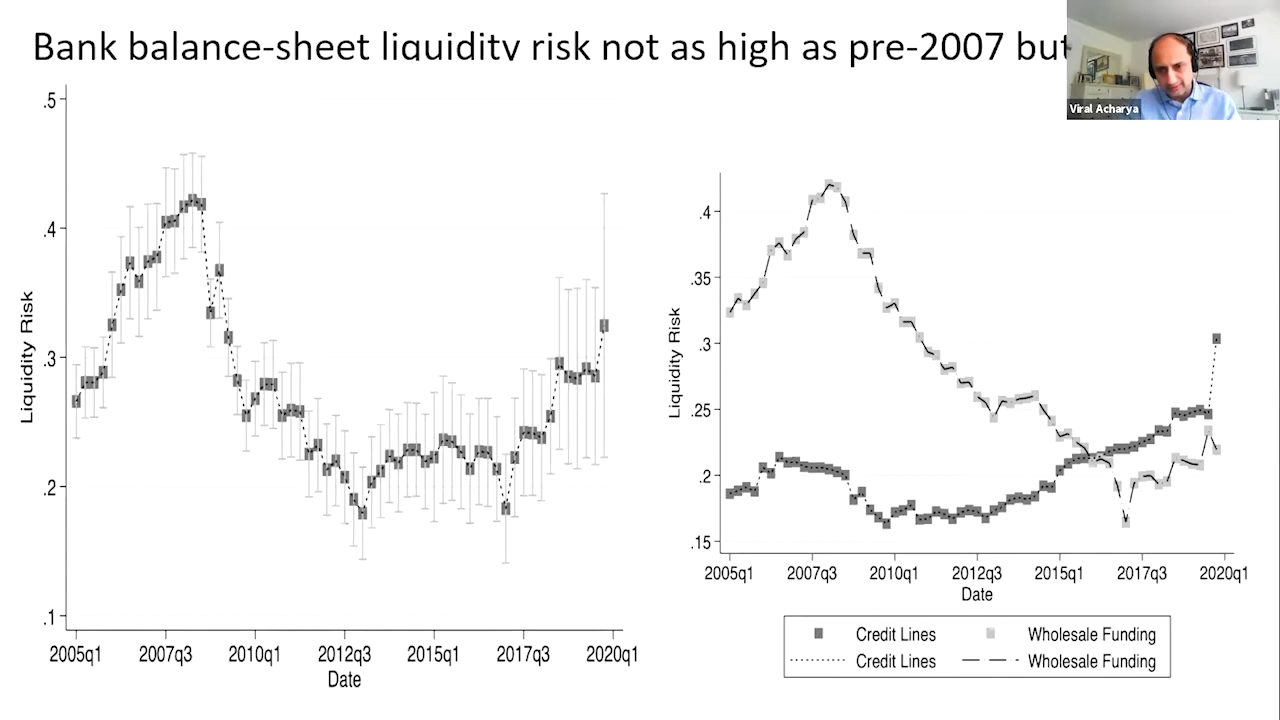 Bank balance-sheet liquidity risk not as high as pre-2007 but
Viral Acharya
.5
.4
.3
.2
.1
Liquidity Risk
2005q1 2007q3 2010q1 2012q3 2015q1 2017q3 2020q1
Date
.4
.35
.3
.25
.2
.15
Liquidity Risk
2005q1 2007q3 2010q1 2012q3 2015q1 2017q3 2020q1
Date
Credit Lines Wholesale Funding
Credit Lines Wholesale Funding